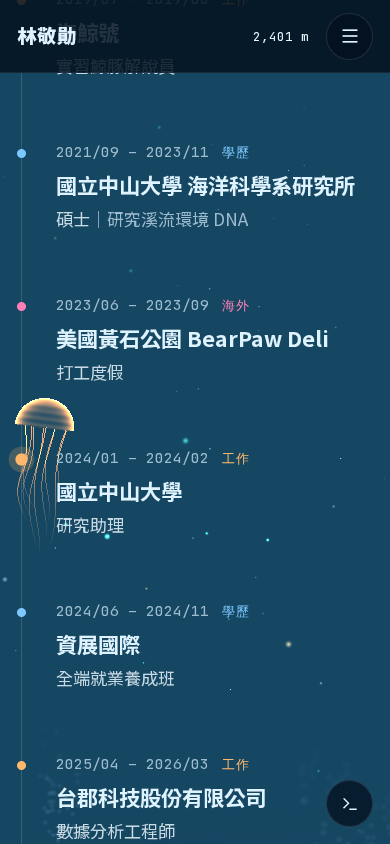 林敬勛
2,401 m
鯨號
實習鯨豚解說員
2021/09 — 2023/11 學歷
國立中山大學 海洋科學系研究所
碩士｜研究溪流環境 DNA
2023/06 — 2023/09 海外
美國黃石公園 BearPaw Deli
打工度假
2024/01 — 2024/02 工作
國立中山大學
研究助理
2024/06 — 2024/11 學歷
資展國際
全端就業養成班
2025/04 — 2026/03 工作
台郡科技股份有限公司
數據分析工程師